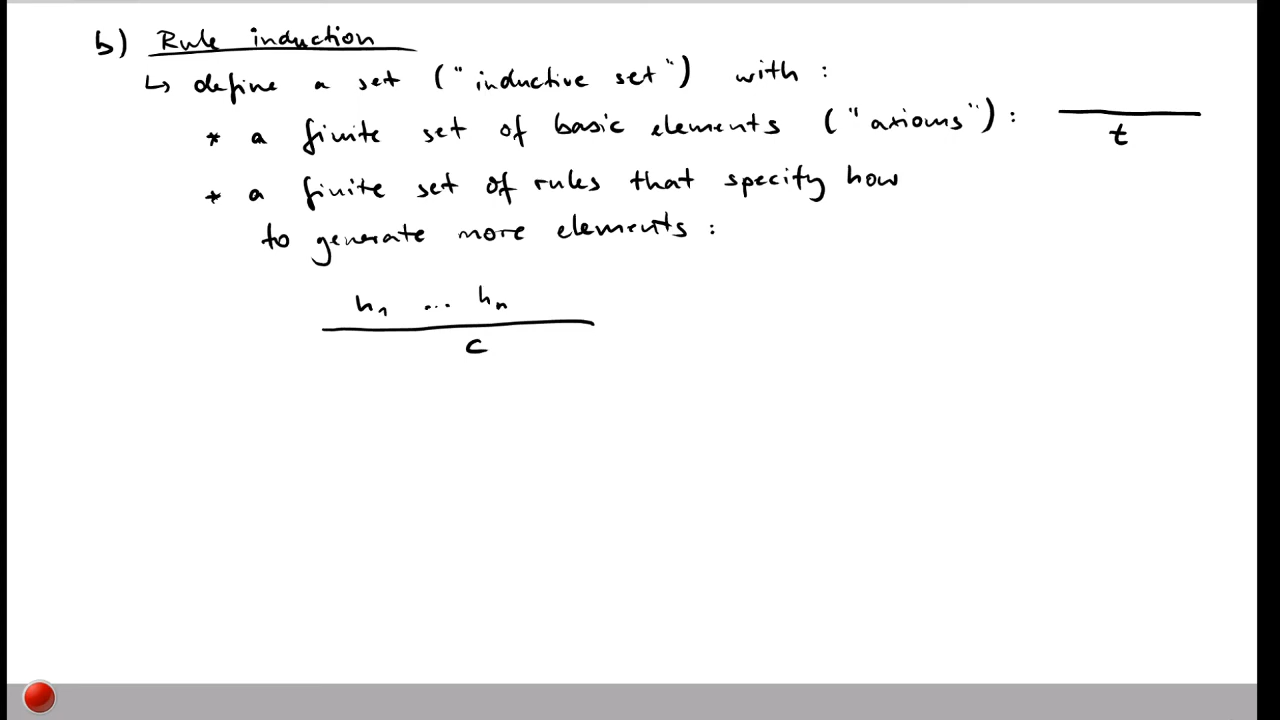 b) Rule induction
↳ define a set ("inductive set") with :
* a finite set of basic elements ("axioms") : ‾‾‾
t
* a finite set of rules that specify how
to generate more elements :
h₁ ... hₙ
c